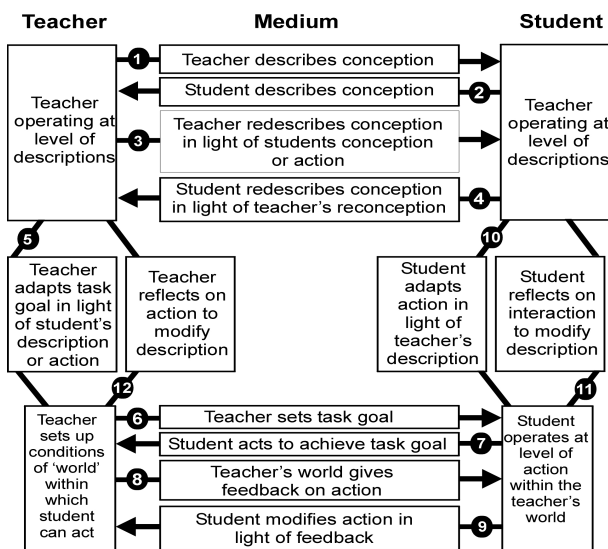 Teacher
Medium
Student
1
Teacher describes conception
Student describes conception
2
Teacher
operating at
level of
descriptions
3
Teacher redescribes conception
in light of students conception
or action
Teacher
operating at
level of
descriptions
Student redescribes conception
in light of teacher's reconception
4
5
10
Teacher
adapts task
goal in light
of student's
description
or action
Teacher
reflects on
action to
modify
description
Student
adapts
action in
light of
teacher's
description
Student
reflects on
interaction
to modify
description
12
11
Teacher
sets up
conditions
of 'world'
within
which
student
can act
6
Teacher sets task goal
Student acts to achieve task goal
7
8
Teacher's world gives
feedback on action
Student modifies action in
light of feedback
9
Student
operates at
level of
action
within the
teacher's
world